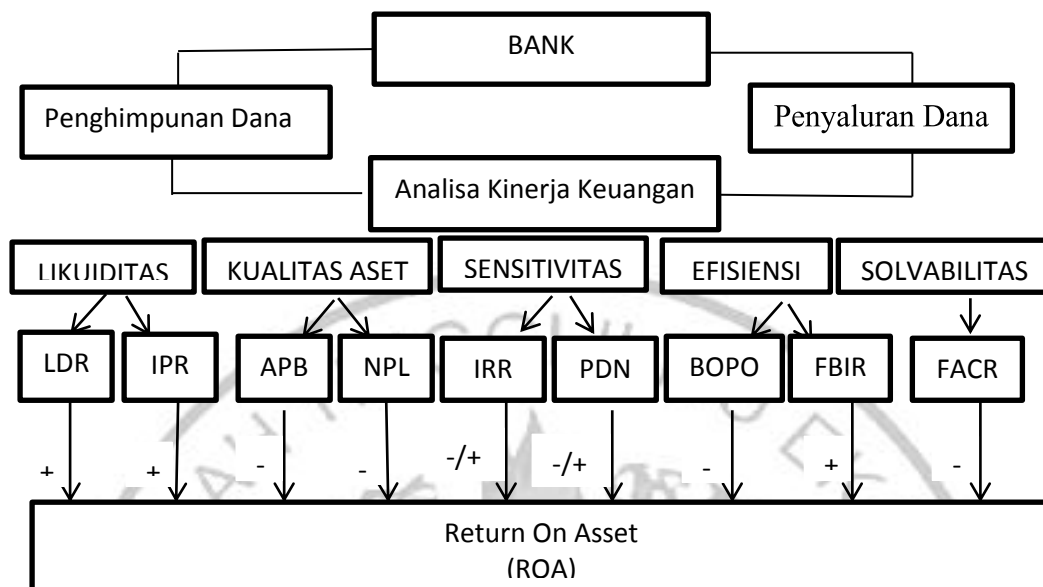 BANK
Penghimpunan Dana
Penyaluran Dana
Analisa Kinerja Keuangan
LIKUIDITAS KUALITAS ASET SENSITIVITAS EFISIENSI SOLVABILITAS
LDR IPR APB NPL IRR PDN BOPO FBIR FACR
+ + - - -/+ -/+ - + -
Return On Asset
(ROA)